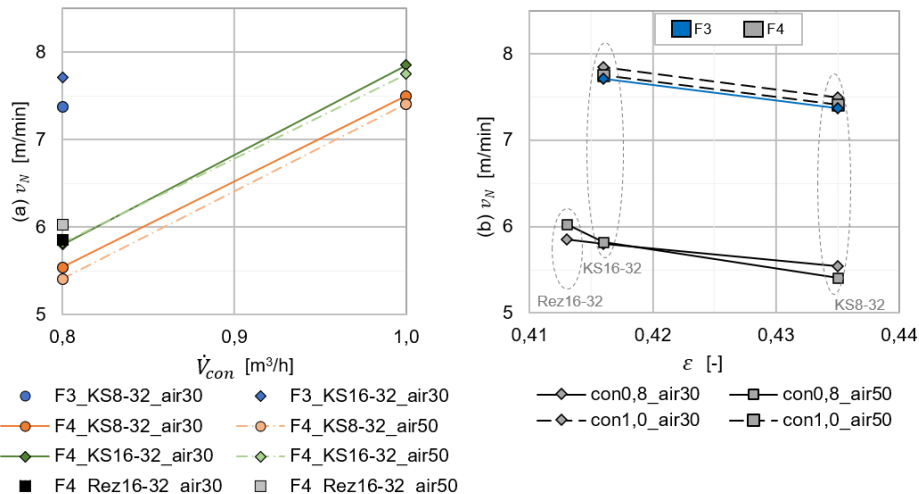 (a) v_N [m/min]
8
7
6
5
0,8
0,9
1,0
V̇_con [m³/h]
F3_KS8-32_air30
F3_KS16-32_air30
F4_KS8-32_air30
F4_KS8-32_air50
F4_KS16-32_air30
F4_KS16-32_air50
F4_Rez16-32_air30
F4_Rez16-32_air50
F3
F4
(b) v_N [m/min]
8
7
6
5
KS16-32
Rez16-32
KS8-32
0,41
0,42
0,43
0,44
ε [-]
con0,8_air30
con0,8_air50
con1,0_air30
con1,0_air50